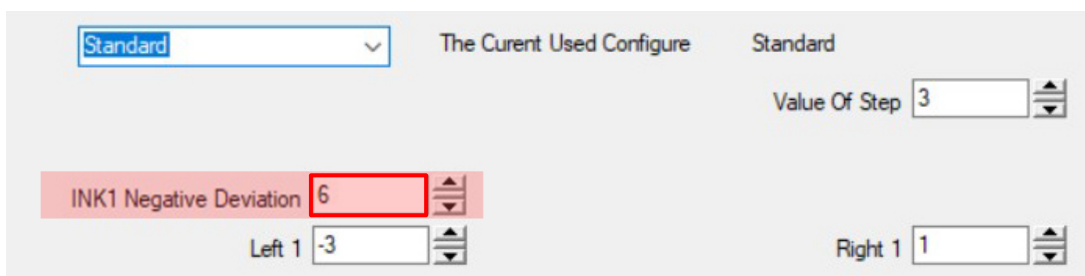 Standard The Curent Used Configure Standard
Value Of Step 3
INK1 Negative Deviation 6
Left 1 -3 Right 1 1